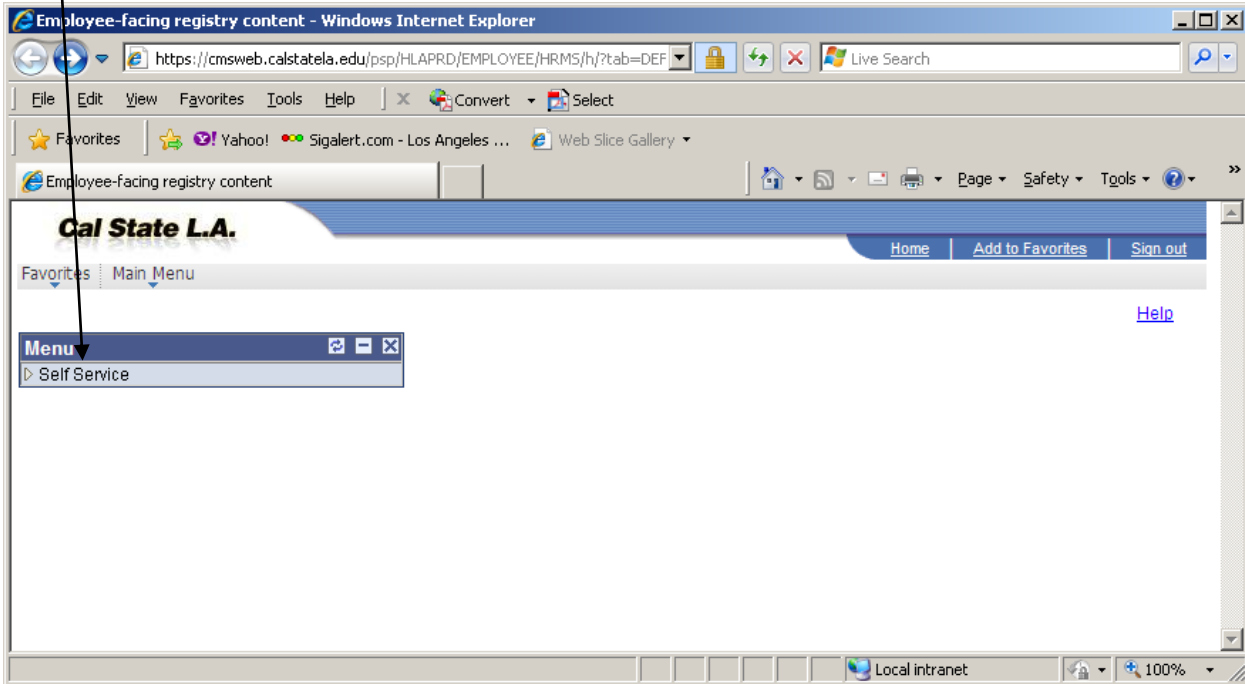 Employee-facing registry content - Windows Internet Explorer
https://cmsweb.calstatela.edu/psp/HLAPRD/EMPLOYEE/HRMS/h/?tab=DEF Live Search
File Edit View Favorites Tools Help x Convert Select
Favorites Yahoo! Sigalert.com - Los Angeles ... Web Slice Gallery
Employee-facing registry content Page Safety Tools »
Cal State L.A.
Home Add to Favorites Sign out
Favorites Main Menu
Help
Menu
Self Service
Local intranet 100%